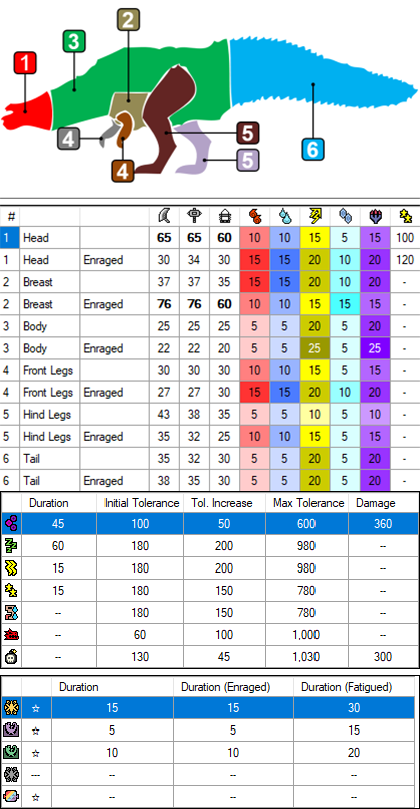 1
3
2
4
4
5
5
6
#
1 Head 65 65 60 10 10 15 5 15 100
1 Head Enraged 30 34 30 15 15 20 10 20 120
2 Breast 37 37 35 15 15 20 10 20 -
2 Breast Enraged 76 76 60 10 10 15 15 15 -
3 Body 25 25 25 5 5 20 5 20 -
3 Body Enraged 22 22 20 5 5 25 5 25 -
4 Front Legs 30 30 30 10 10 15 5 15 -
4 Front Legs Enraged 27 27 30 15 15 20 10 20 -
5 Hind Legs 43 38 35 5 5 10 5 10 -
5 Hind Legs Enraged 35 32 25 10 10 15 5 15 -
6 Tail 35 32 30 5 5 20 5 20 -
6 Tail Enraged 38 35 30 5 5 20 5 20 -
Duration Initial Tolerance Tol. Increase Max Tolerance Damage
45 100 50 600 360
60 180 200 980 --
15 180 200 980 --
15 180 150 780 --
-- 180 150 780 --
-- 60 100 1,000 --
-- 130 45 1,030 300
Duration Duration (Enraged) Duration (Fatigued)
☆ 15 15 30
☆ 5 5 15
☆ 10 10 20
--- -- -- --
☆ -- -- --